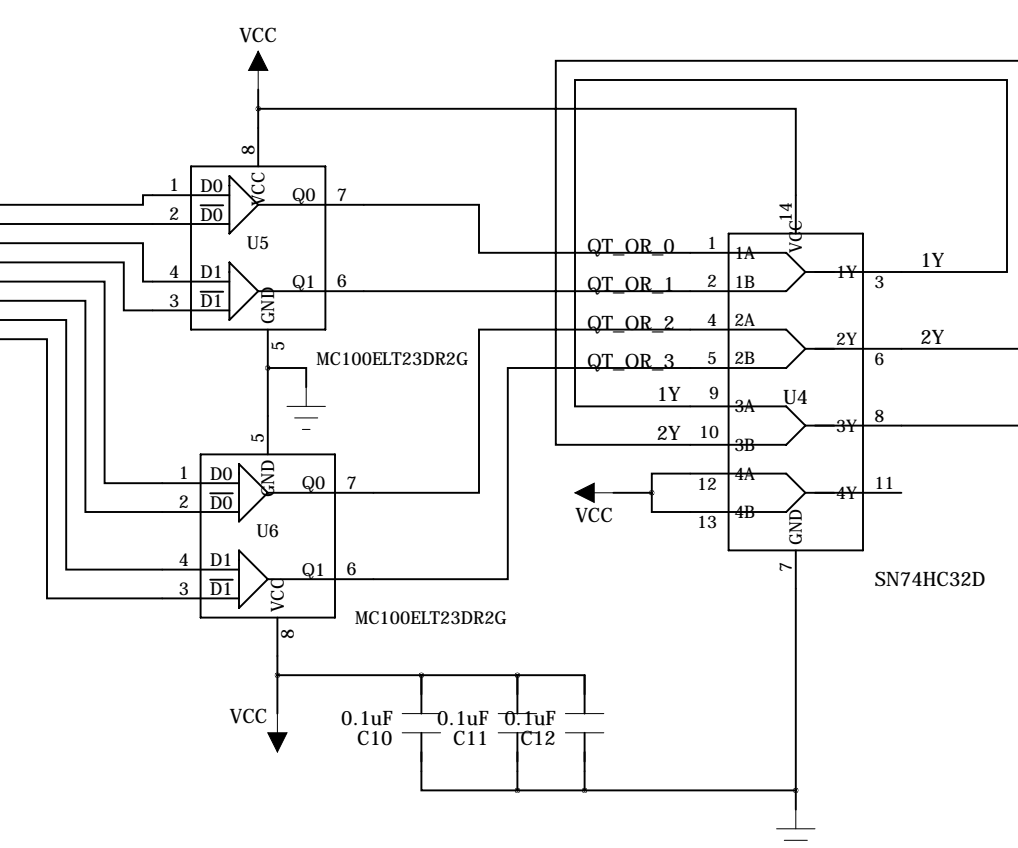 VCC
8
VCC
1 D0 Q0 7
2 D0
U5
4 D1 Q1 6
3 D1
GND
5
MC100ELT23DR2G
5
GND
1 D0 Q0 7
2 D0
U6
4 D1 Q1 6
3 D1
VCC
MC100ELT23DR2G
8
VCC
0.1uF 0.1uF 0.1uF
C10 C11 C12
14
VCC
QT_OR_0 1 1A
1Y 3 1Y
QT_OR_1 2 1B
QT_OR_2 4 2A
2Y 6 2Y
QT_OR_3 5 2B
1Y 9 3A
U4
3Y 8
2Y 10 3B
12 4A
4Y 11
VCC
13 4B
GND
7
SN74HC32D